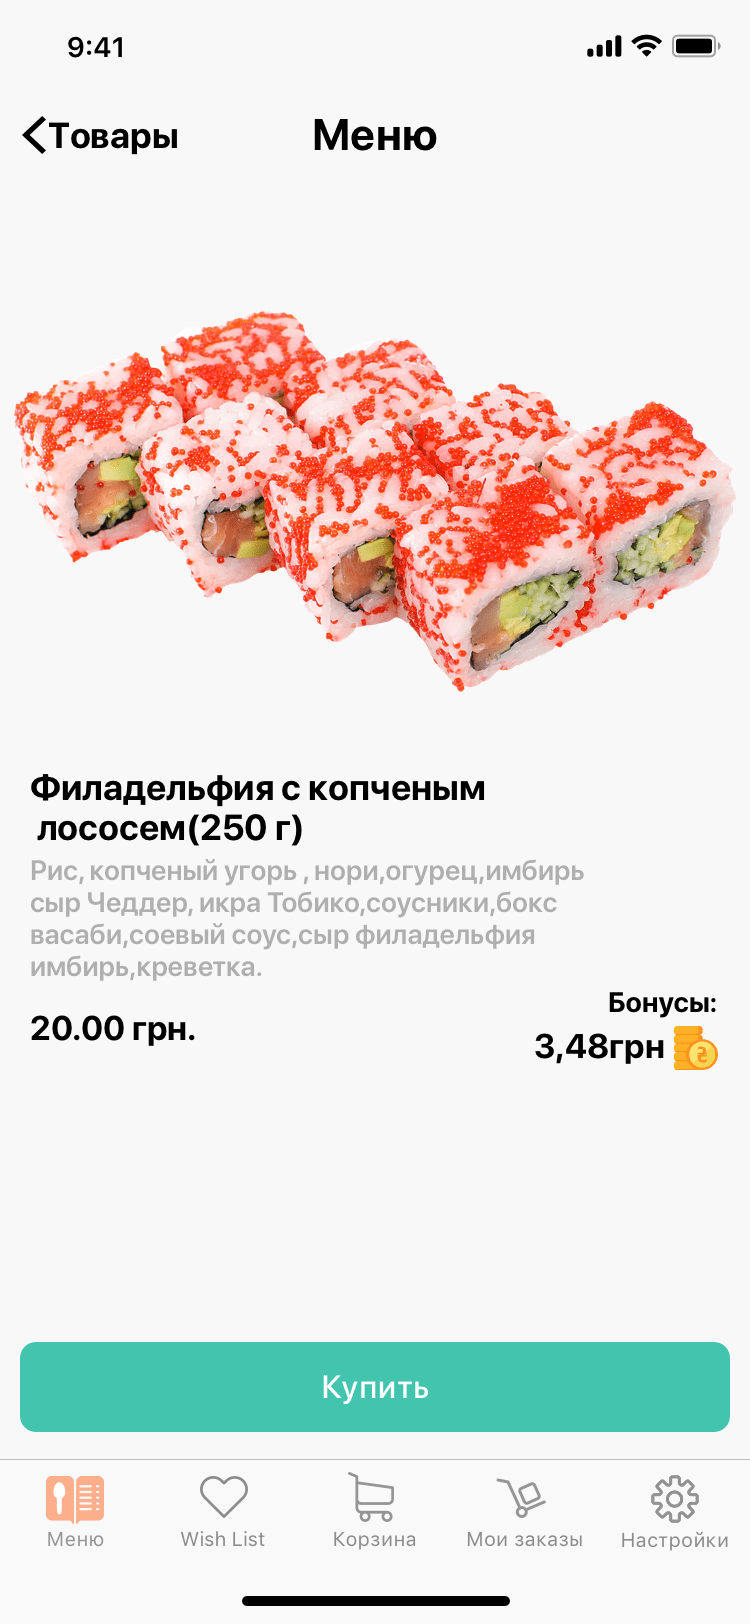 9:41
Товары
Меню
Филадельфия с копченым
лососем(250 г)
Рис, копченый угорь , нори,огурец,имбирь
сыр Чеддер, икра Тобико,соусники,бокс
васаби,соевый соус,сыр филадельфия
имбирь,креветка.
Бонусы:
20.00 грн.
3,48грн
₴
Купить
Меню
Wish List
Корзина
Мои заказы
Настройки